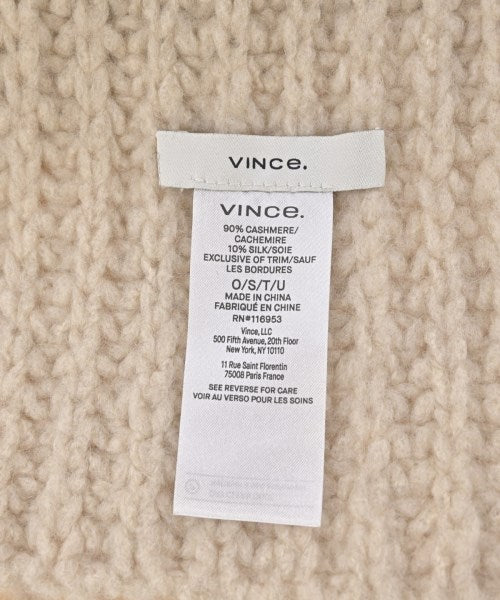 VINCE.
VINCE.
90% CASHMERE/
CACHEMIRE
10% SILK/SOIE
EXCLUSIVE OF TRIM/SAUF
LES BORDURES
O/S/T/U
MADE IN CHINA
FABRIQUÉ EN CHINE
RN#116953
Vince, LLC
500 Fifth Avenue, 20th Floor
New York, NY 10110
11 Rue Saint Florentin
75008 Paris France
SEE REVERSE FOR CARE
VOIR AU VERSO POUR LES SOINS